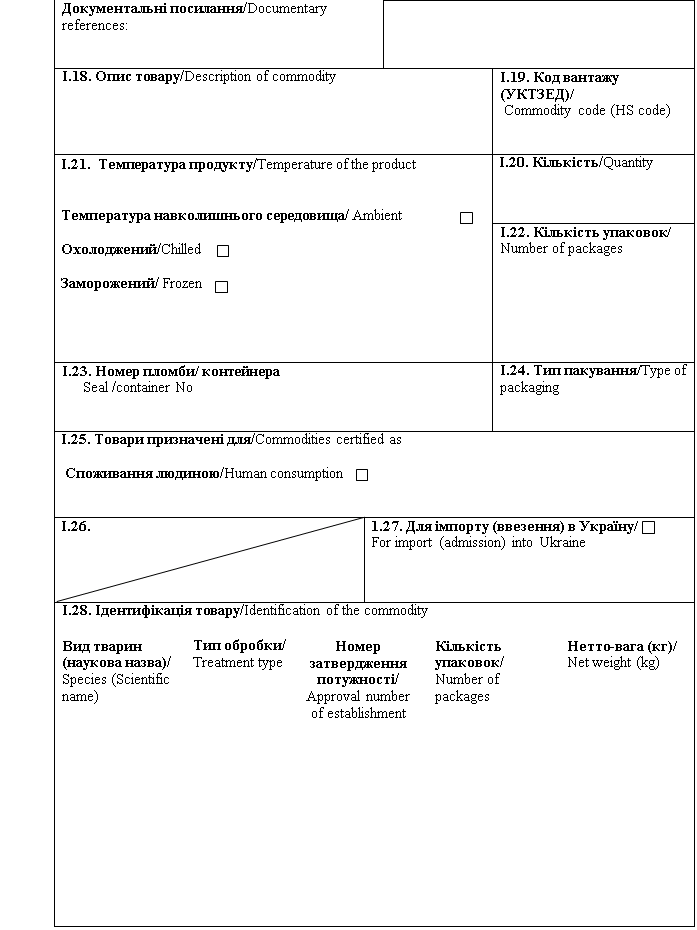 Документальні посилання/Documentary
references:
I.18. Опис товару/Description of commodity
I.19. Код вантажу
(УКТЗЕД)/
Commodity code (HS code)
I.21. Температура продукту/Temperature of the product
I.20. Кількість/Quantity
Температура навколишнього середовища/ Ambient
I.22. Кількість упаковок/
Number of packages
Охолоджений/Chilled
Заморожений/ Frozen
I.23. Номер пломби/ контейнера
Seal /container No
I.24. Тип пакування/Type of
packaging
I.25. Товари призначені для/Commodities certified as
Споживання людиною/Human consumption
I.26.
1.27. Для імпорту (ввезення) в Україну/
For import (admission) into Ukraine
I.28. Ідентифікація товару/Identification of the commodity
Вид тварин
(наукова назва)/
Species (Scientific
name)
Тип обробки/
Treatment type
Номер
затвердження
потужності/
Approval number
of establishment
Кількість
упаковок/
Number of
packages
Нетто-вага (кг)/
Net weight (kg)